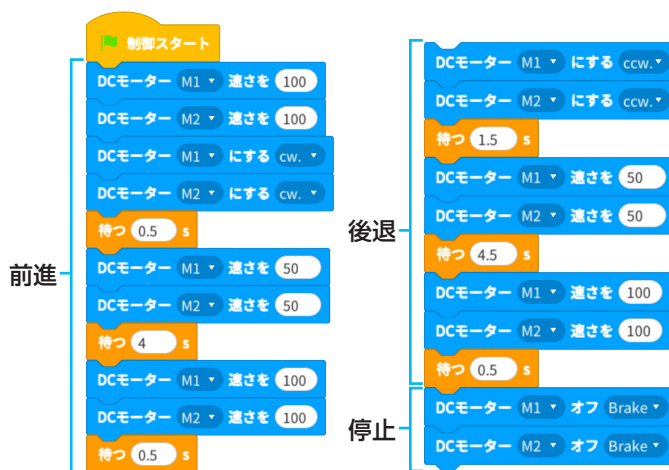 制御スタート
DCモーター M1 速さを 100
DCモーター M2 速さを 100
DCモーター M1 にする cw.
DCモーター M2 にする cw.
待つ 0.5 s
DCモーター M1 速さを 50
DCモーター M2 速さを 50
待つ 4 s
DCモーター M1 速さを 100
DCモーター M2 速さを 100
待つ 0.5 s
前進
DCモーター M1 にする ccw.
DCモーター M2 にする ccw.
待つ 1.5 s
DCモーター M1 速さを 50
DCモーター M2 速さを 50
待つ 4.5 s
DCモーター M1 速さを 100
DCモーター M2 速さを 100
待つ 0.5 s
後退
DCモーター M1 オフ Brake
DCモーター M2 オフ Brake
停止